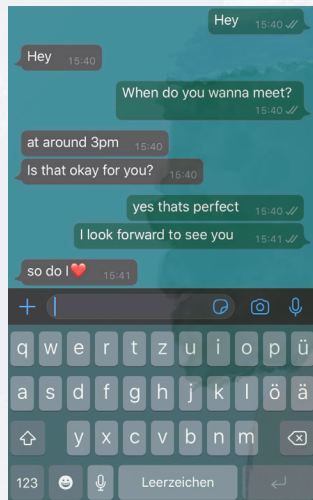 Hey 15:40
Hey 15:40
When do you wanna meet?
15:40
at around 3pm 15:40
Is that okay for you? 15:40
yes thats perfect 15:40
I look forward to see you 15:41
so do I❤️ 15:41
q w e r t z u i o p ü
a s d f g h j k l ö ä
y x c v b n m
123 Leerzeichen